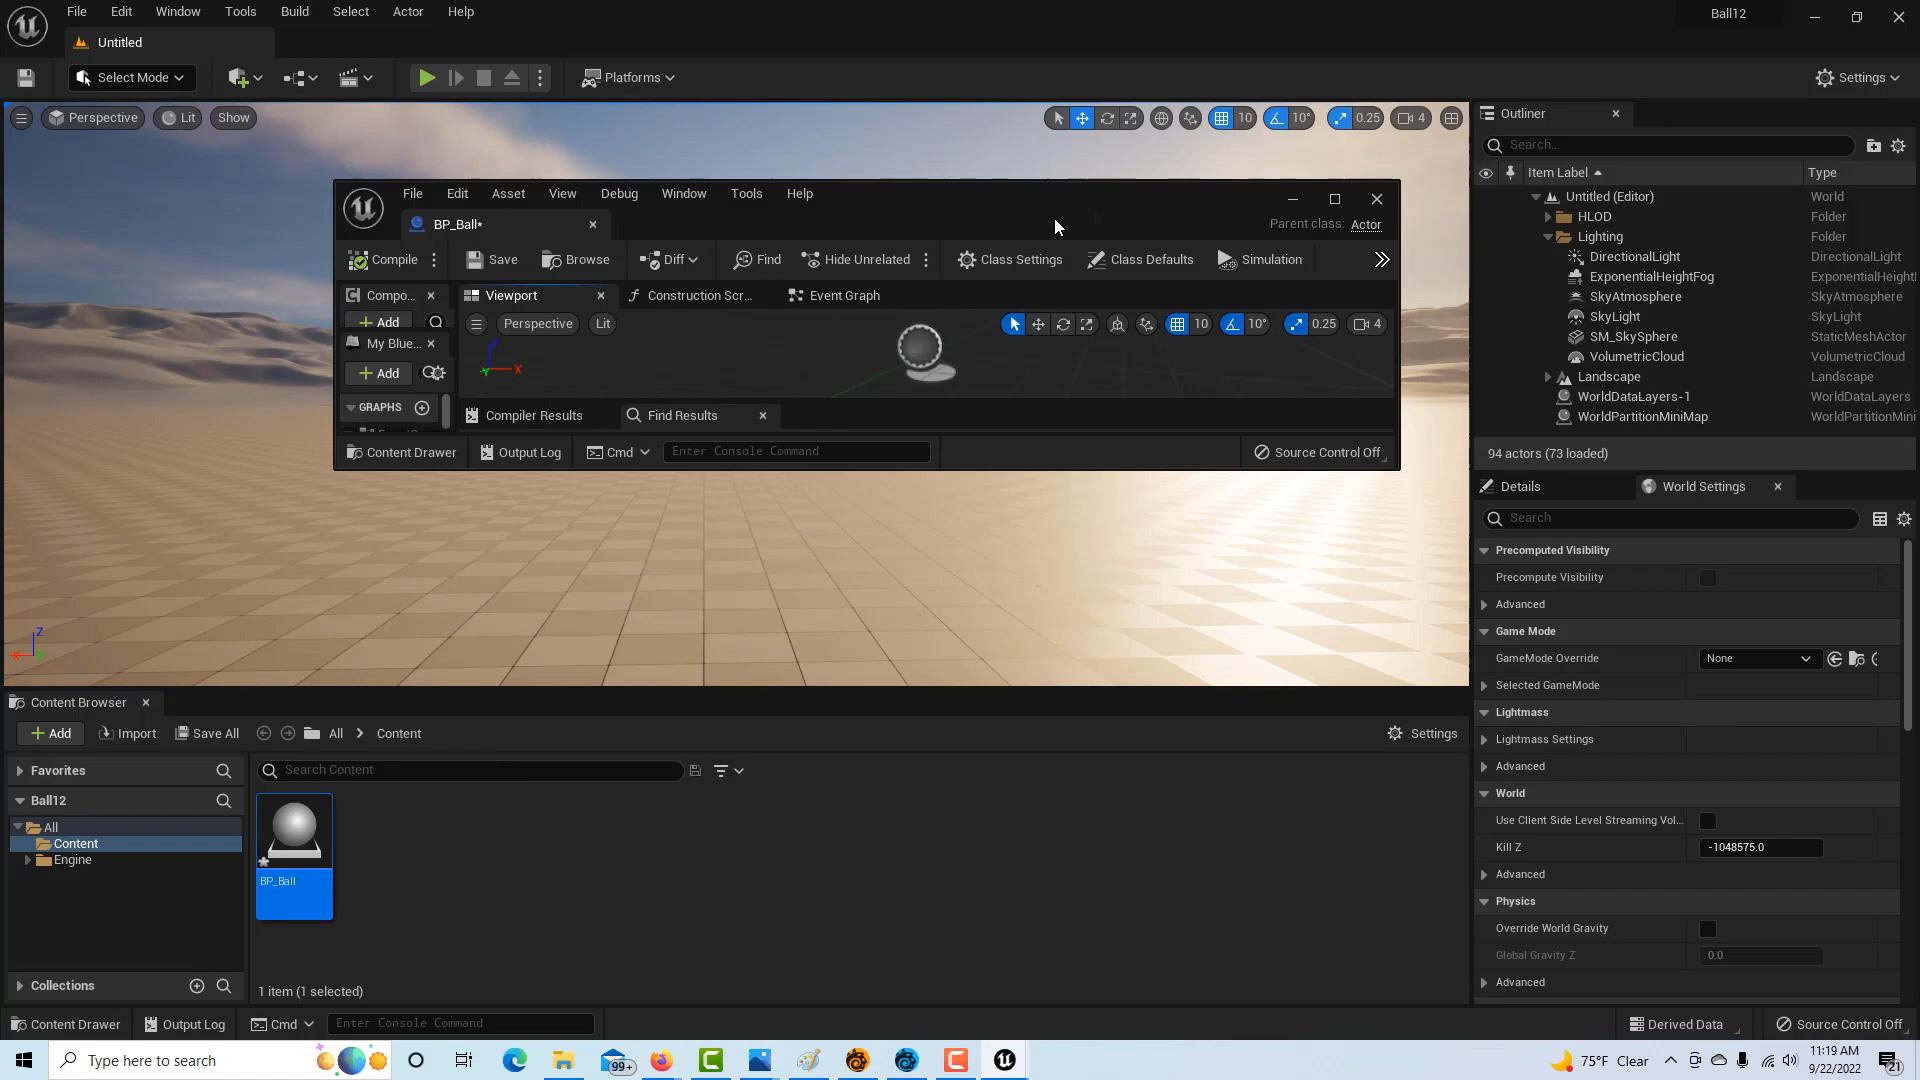 File Edit Window Tools Build Select Actor Help
Ball12
Untitled
Select Mode
Platforms
Settings
Perspective Lit Show
10 10° 0.25 4
Outliner
Search...
Item Label Type
Untitled (Editor) World
HLOD Folder
Lighting Folder
DirectionalLight DirectionalLight
ExponentialHeightFog ExponentialHeight
SkyAtmosphere SkyAtmosphere
SkyLight SkyLight
SM_SkySphere StaticMeshActor
VolumetricCloud VolumetricCloud
Landscape Landscape
WorldDataLayers-1 WorldDataLayers
WorldPartitionMiniMap WorldPartitionMini
94 actors (73 loaded)
File Edit Asset View Debug Window Tools Help
BP_Ball*
Parent class: Actor
Compile Save Browse Diff Find Hide Unrelated Class Settings Class Defaults Simulation
Compo... Viewport Construction Scr... Event Graph
Add
Perspective Lit
10 10° 0.25 4
My Blue...
Add
GRAPHS
Compiler Results Find Results
Content Drawer Output Log Cmd Enter Console Command Source Control Off
Details World Settings
Search
Precomputed Visibility
Precompute Visibility
Advanced
Game Mode
GameMode Override None
Selected GameMode
Lightmass
Lightmass Settings
Advanced
World
Use Client Side Level Streaming Vol...
Kill Z -1048575.0
Advanced
Physics
Override World Gravity
Global Gravity Z 0.0
Advanced
Z
Content Browser
Add Import Save All All Content Settings
Favorites
Search Content
Ball12
All
Content
Engine
BP_Ball
Collections
1 item (1 selected)
Content Drawer Output Log Cmd Enter Console Command Derived Data Source Control Off
Type here to search
99+
75°F Clear
11:19 AM
9/22/2022
21